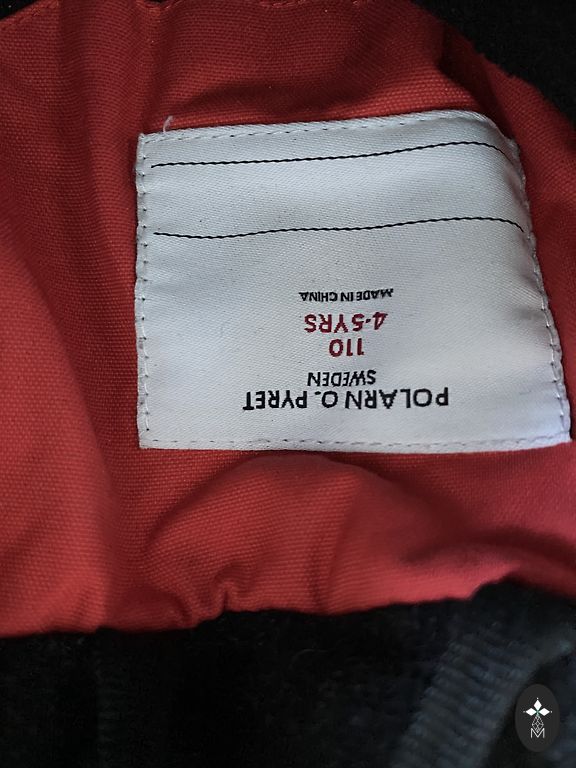 POLARN O. PYRET
SWEDEN
110
4-5YRS
MADE IN CHINA